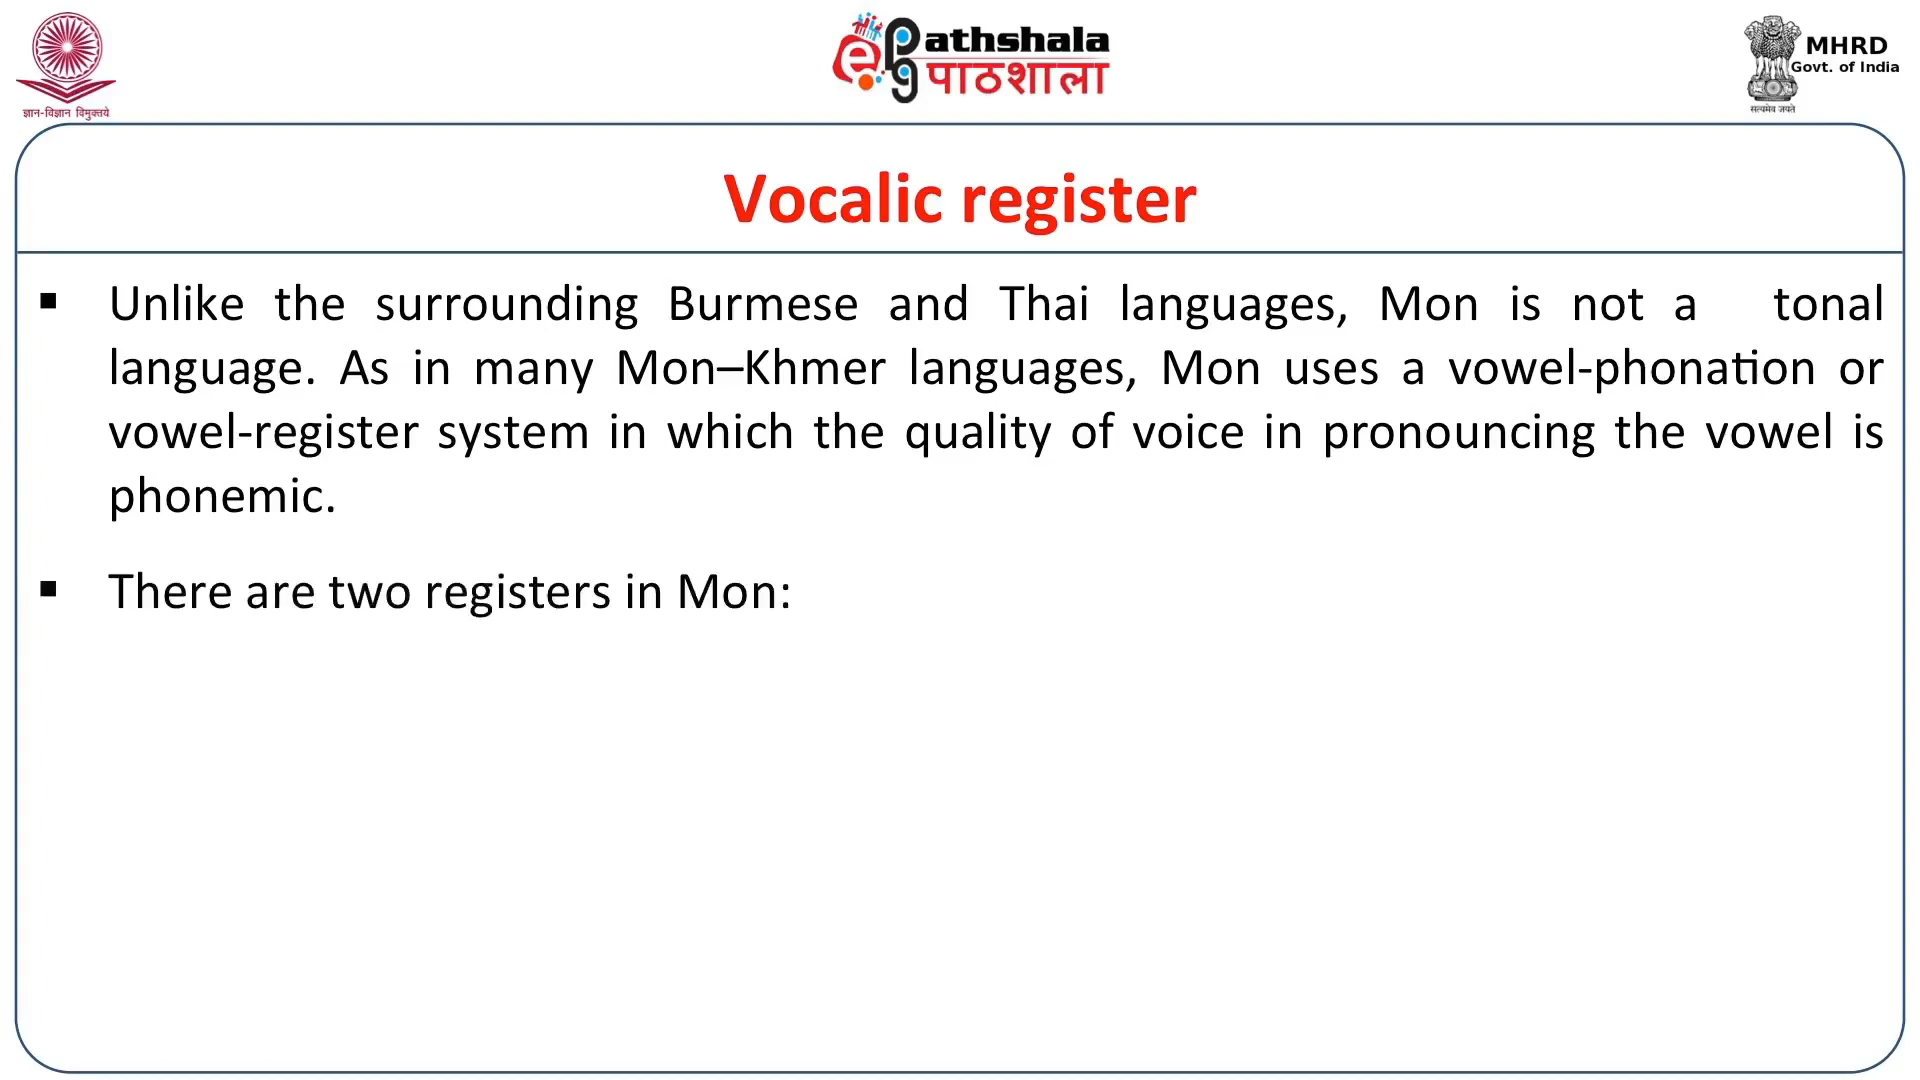 ज्ञान-विज्ञान विमुक्तये
e PG Pathshala
पाठशाला
MHRD
Govt. of India
सत्यमेव जयते
Vocalic register
▪ Unlike the surrounding Burmese and Thai languages, Mon is not a tonal
language. As in many Mon–Khmer languages, Mon uses a vowel-phonation or
vowel-register system in which the quality of voice in pronouncing the vowel is
phonemic.
▪ There are two registers in Mon: